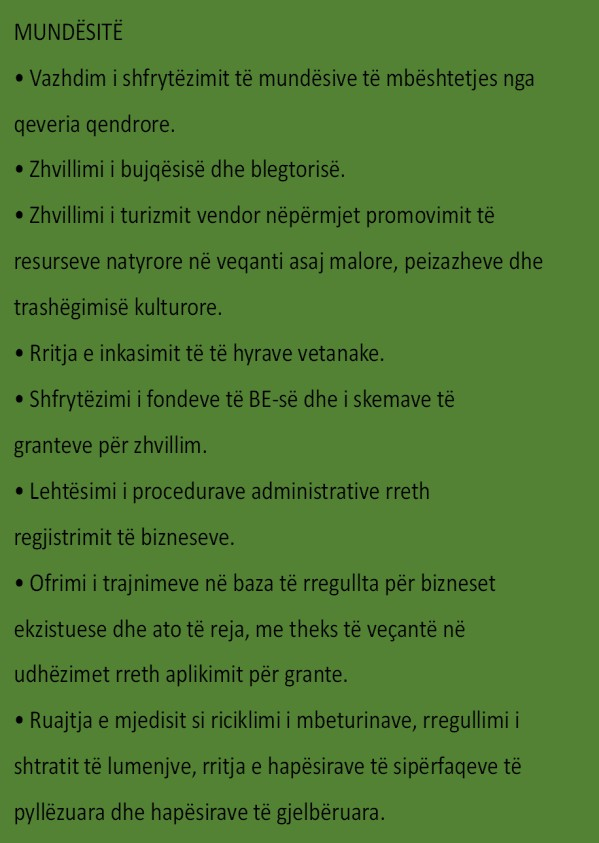 MUNDËSITË
• Vazhdim i shfrytëzimit të mundësive të mbështetjes nga
qeveria qendrore.
• Zhvillimi i bujqësisë dhe blegtorisë.
• Zhvillimi i turizmit vendor nëpërmjet promovimit të
resurseve natyrore në veqanti asaj malore, peizazheve dhe
trashëgimisë kulturore.
• Rritja e inkasimit të të hyrave vetanake.
• Shfrytëzimi i fondeve të BE-së dhe i skemave të
granteve për zhvillim.
• Lehtësimi i procedurave administrative rreth
regjistrimit të bizneseve.
• Ofrimi i trajnimeve në baza të rregullta për bizneset
ekzistuese dhe ato të reja, me theks të veçantë në
udhëzimet rreth aplikimit për grante.
• Ruajtja e mjedisit si riciklimi i mbeturinave, rregullimi i
shtratit të lumenjve, rritja e hapësirave të sipërfaqeve të
pyllëzuara dhe hapësirave të gjelbëruara.